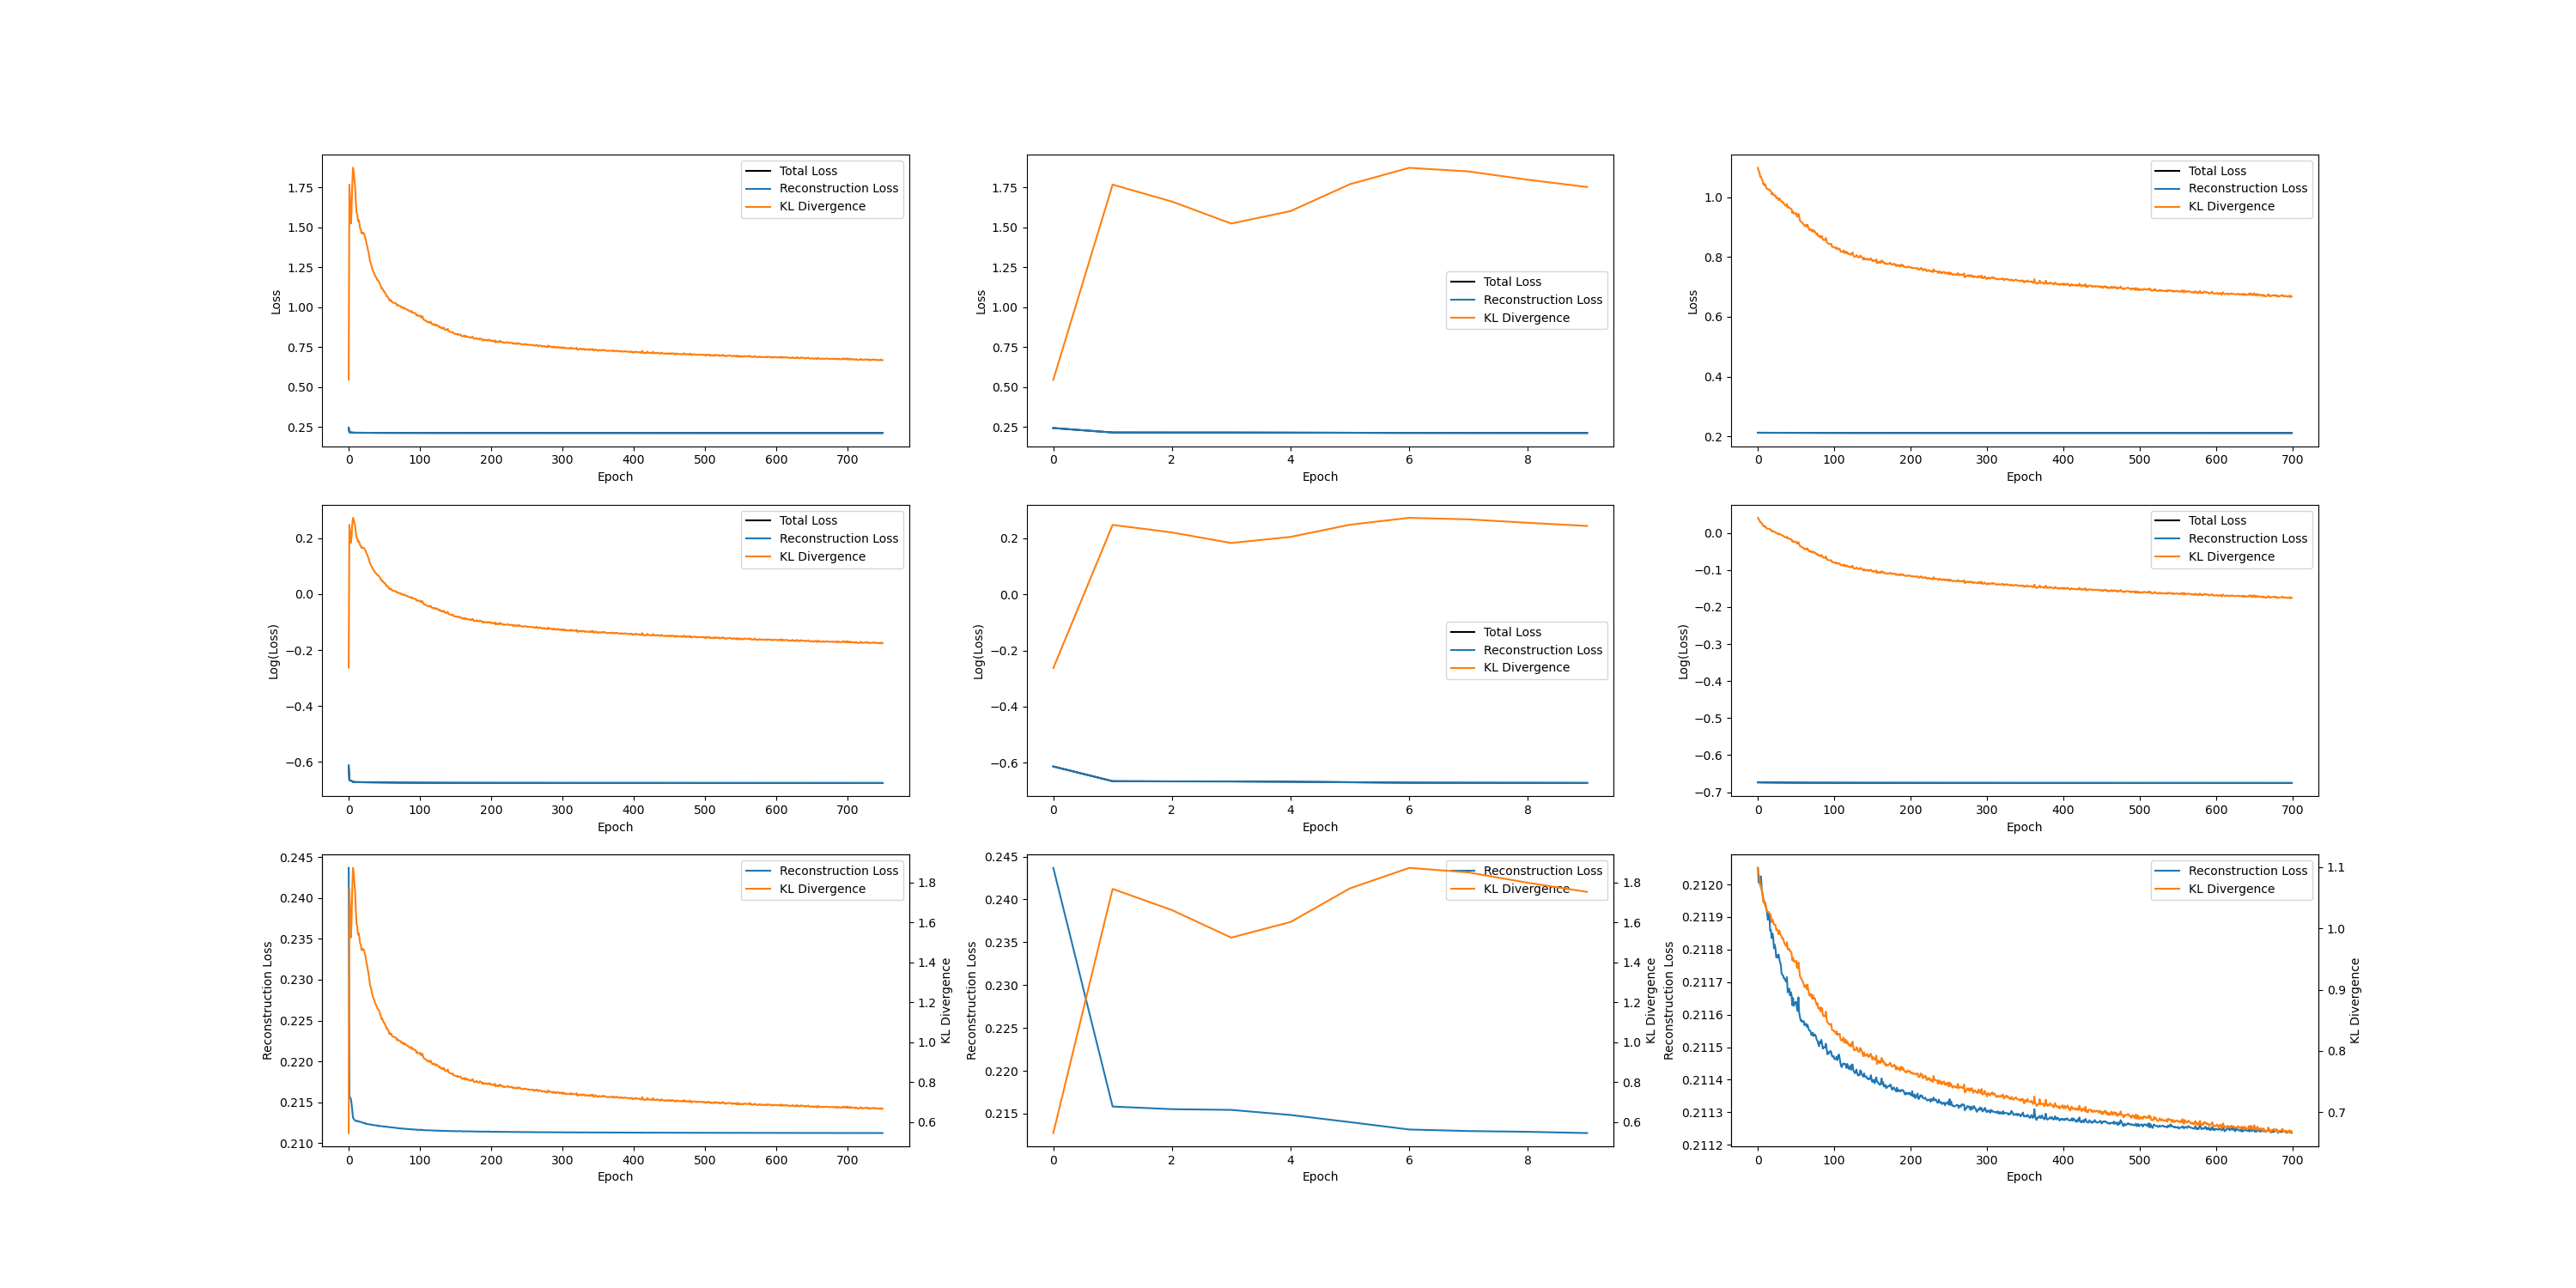 Loss
1.75
1.50
1.25
1.00
0.75
0.50
0.25
0 100 200 300 400 500 600 700
Epoch
Total Loss
Reconstruction Loss
KL Divergence
Loss
1.75
1.50
1.25
1.00
0.75
0.50
0.25
0 2 4 6 8
Epoch
Total Loss
Reconstruction Loss
KL Divergence
Loss
1.0
0.8
0.6
0.4
0.2
0 100 200 300 400 500 600 700
Epoch
Total Loss
Reconstruction Loss
KL Divergence
Log(Loss)
0.2
0.0
−0.2
−0.4
−0.6
0 100 200 300 400 500 600 700
Epoch
Total Loss
Reconstruction Loss
KL Divergence
Log(Loss)
0.2
0.0
−0.2
−0.4
−0.6
0 2 4 6 8
Epoch
Total Loss
Reconstruction Loss
KL Divergence
Log(Loss)
0.0
−0.1
−0.2
−0.3
−0.4
−0.5
−0.6
−0.7
0 100 200 300 400 500 600 700
Epoch
Total Loss
Reconstruction Loss
KL Divergence
Reconstruction Loss
0.245
0.240
0.235
0.230
0.225
0.220
0.215
0.210
0 100 200 300 400 500 600 700
Epoch
Reconstruction Loss
KL Divergence
1.8
1.6
1.4
1.2
1.0
0.8
0.6
KL Divergence
Reconstruction Loss
0.245
0.240
0.235
0.230
0.225
0.220
0.215
0 2 4 6 8
Epoch
Reconstruction Loss
KL Divergence
1.8
1.6
1.4
1.2
1.0
0.8
0.6
KL Divergence
Reconstruction Loss
0.2120
0.2119
0.2118
0.2117
0.2116
0.2115
0.2114
0.2113
0.2112
0 100 200 300 400 500 600 700
Epoch
Reconstruction Loss
KL Divergence
1.1
1.0
0.9
0.8
0.7
KL Divergence